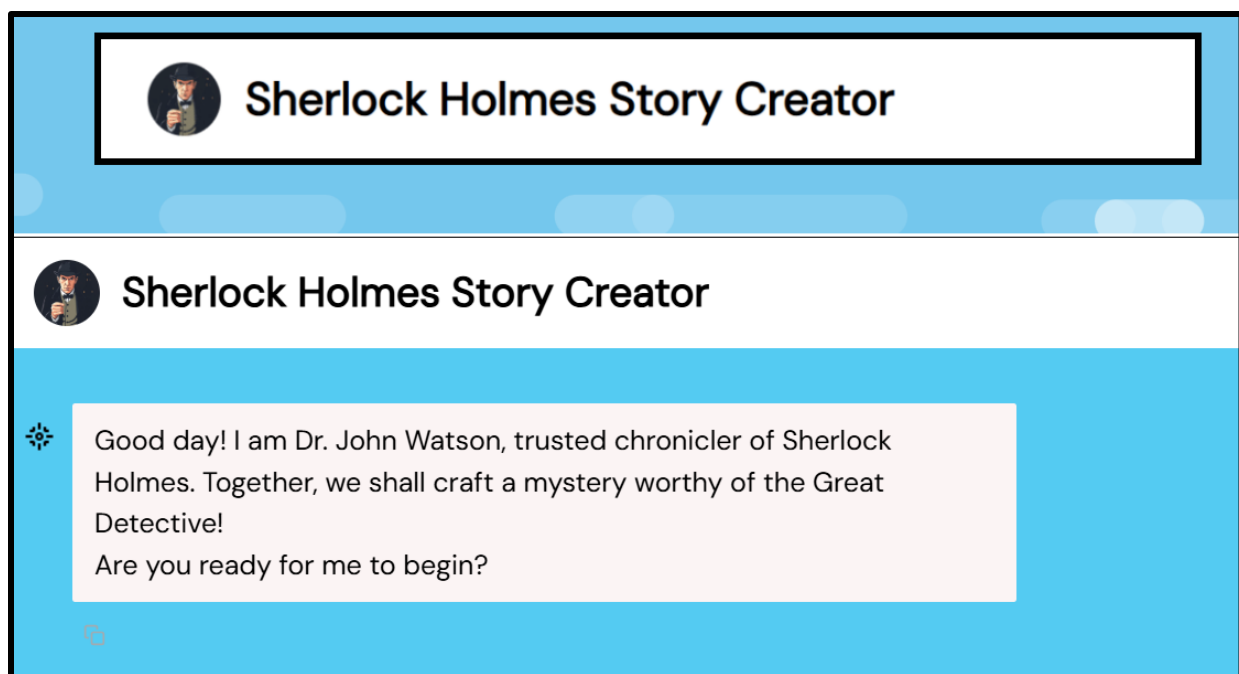 Sherlock Holmes Story Creator
Sherlock Holmes Story Creator
Good day! I am Dr. John Watson, trusted chronicler of Sherlock
Holmes. Together, we shall craft a mystery worthy of the Great
Detective!
Are you ready for me to begin?